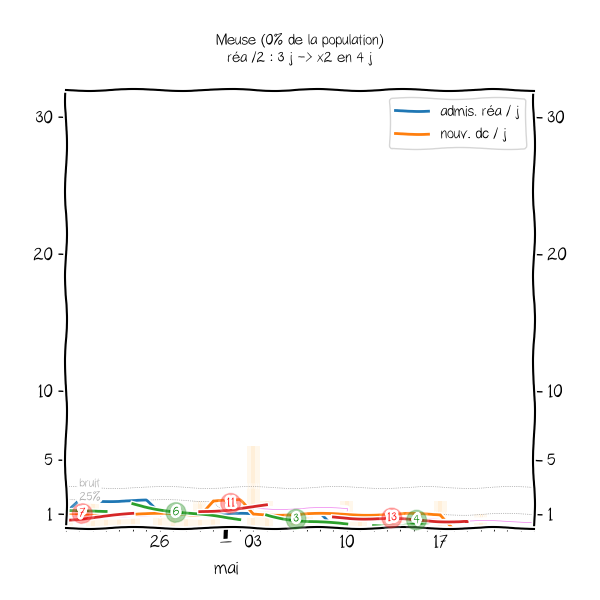 Meuse (0% de la population)
réa /2 : 3 j -> x2 en 4 j
admis. réa / j
nouv. dc / j
30 30
20 20
10 10
5 5
bruit
25%
1 1
7 6 11 3 13 4
26 1 03 10 17
mai